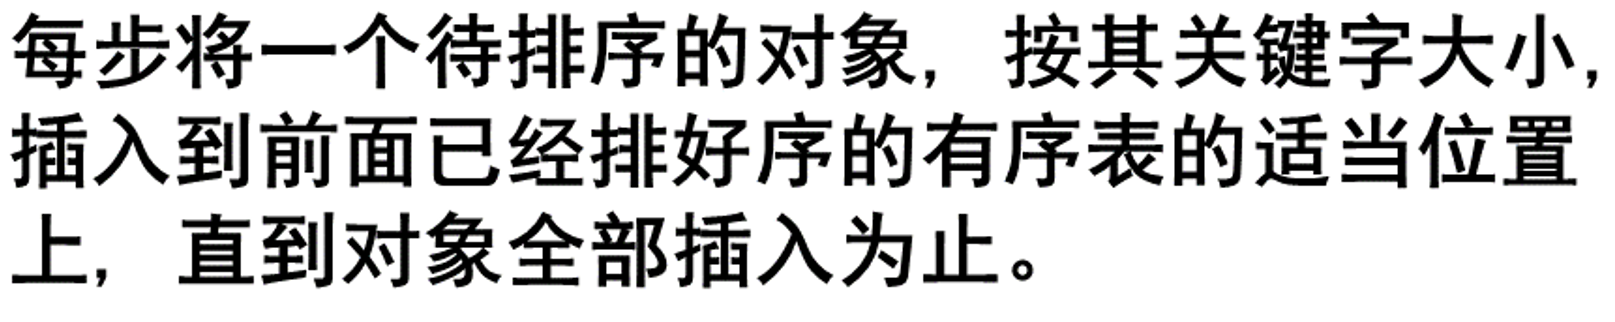 每步将一个待排序的对象, 按其关键字大小,
插入到前面已经排好序的有序表的适当位置
上, 直到对象全部插入为止。